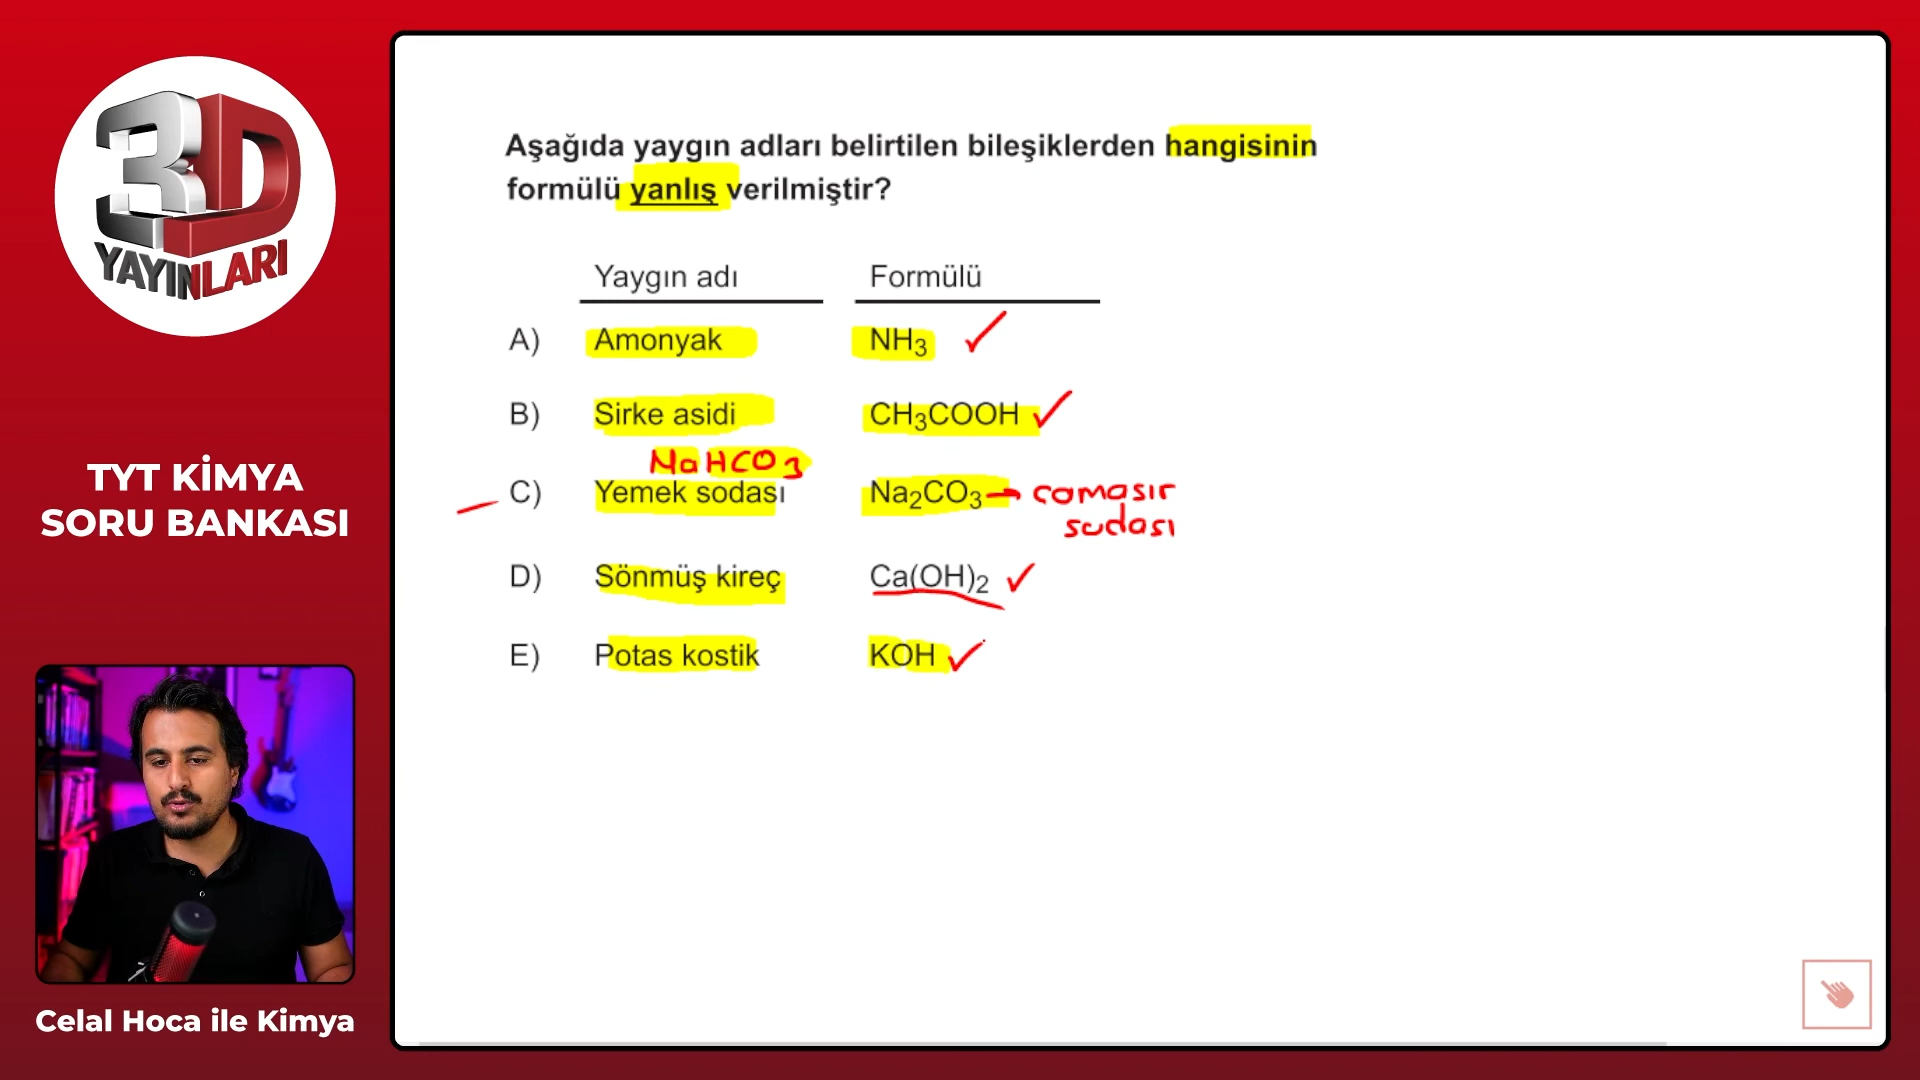 3D
YAYINLARI
TYT KİMYA
SORU BANKASI
Celal Hoca ile Kimya
Aşağıda yaygın adları belirtilen bileşiklerden hangisinin
formülü yanlış verilmiştir?
Yaygın adı Formülü
A) Amonyak NH₃
B) Sirke asidi CH₃COOH
NaHCO₃
C) Yemek sodası Na₂CO₃ → camasır
sodası
D) Sönmüş kireç Ca(OH)₂
E) Potas kostik KOH